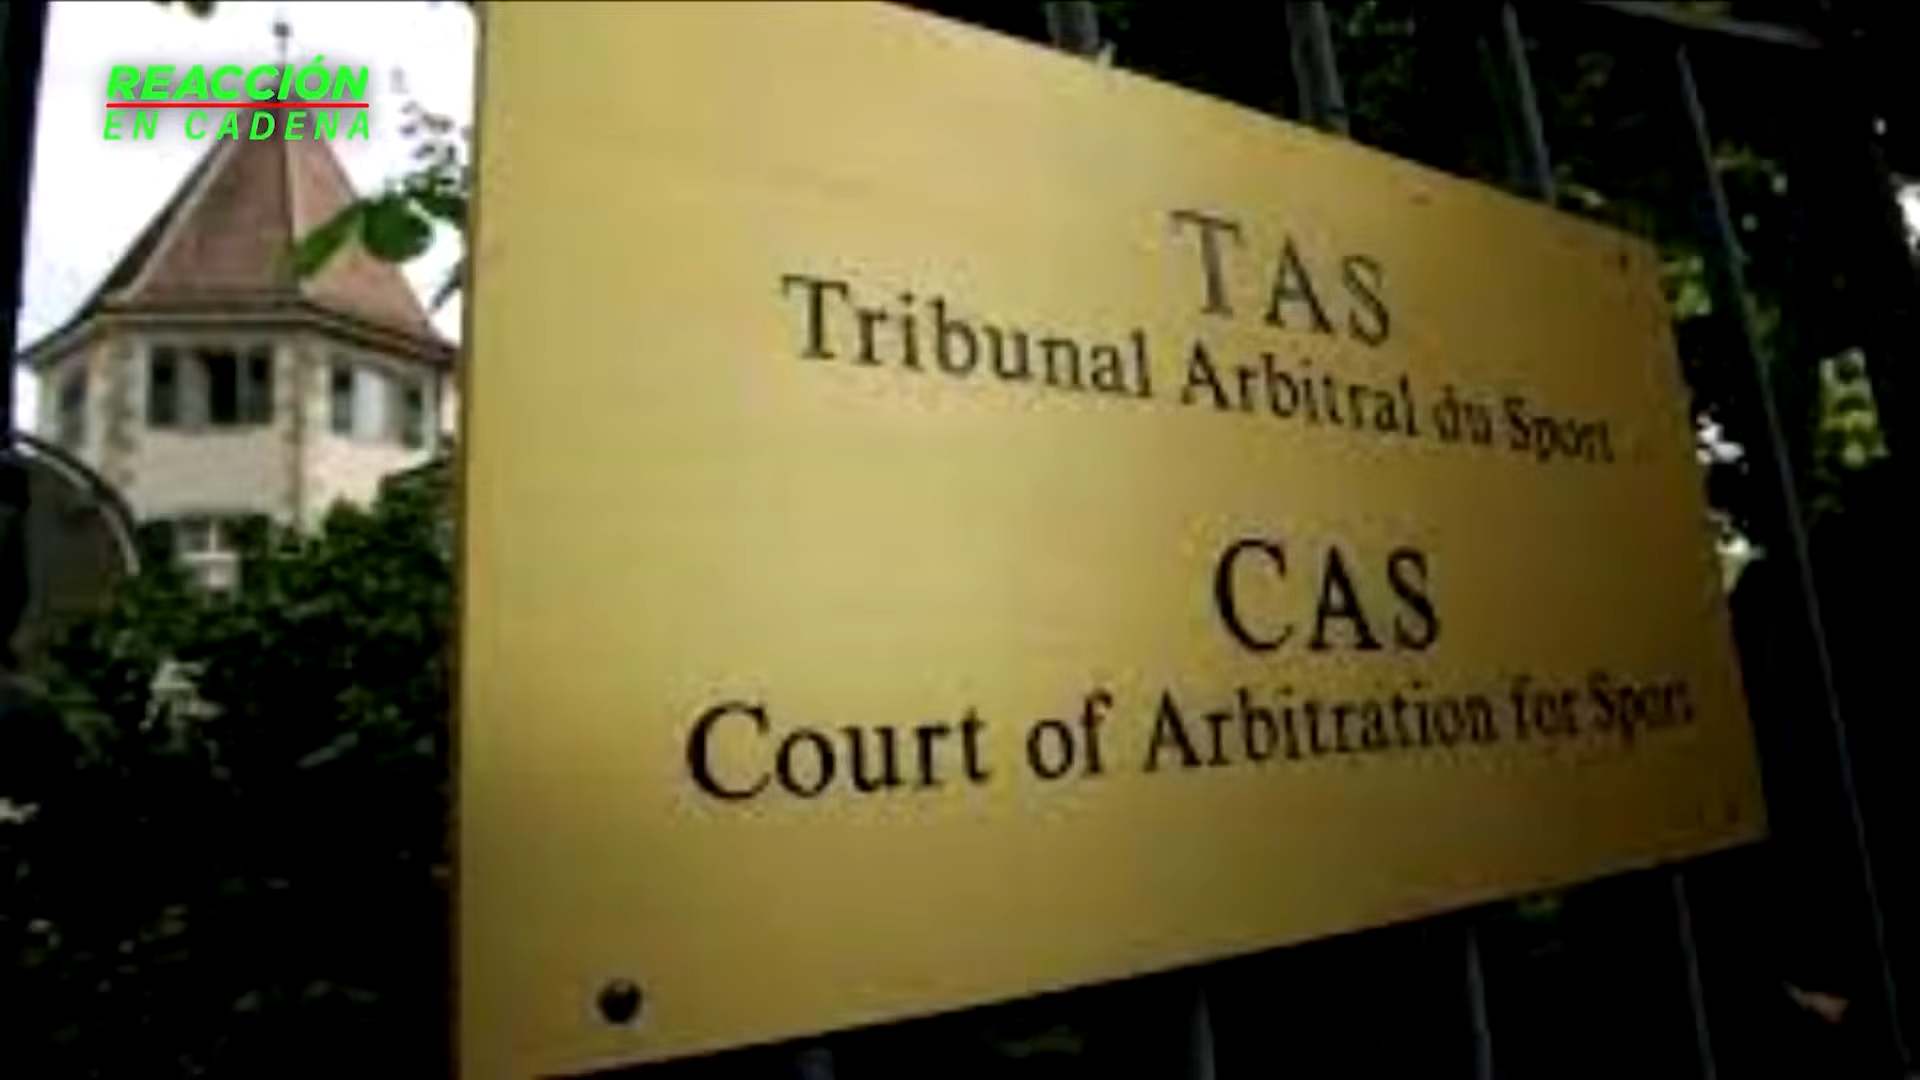 REACCIÓN
EN CADENA
TAS
Tribunal Arbitral du Sport
CAS
Court of Arbitration for Sport